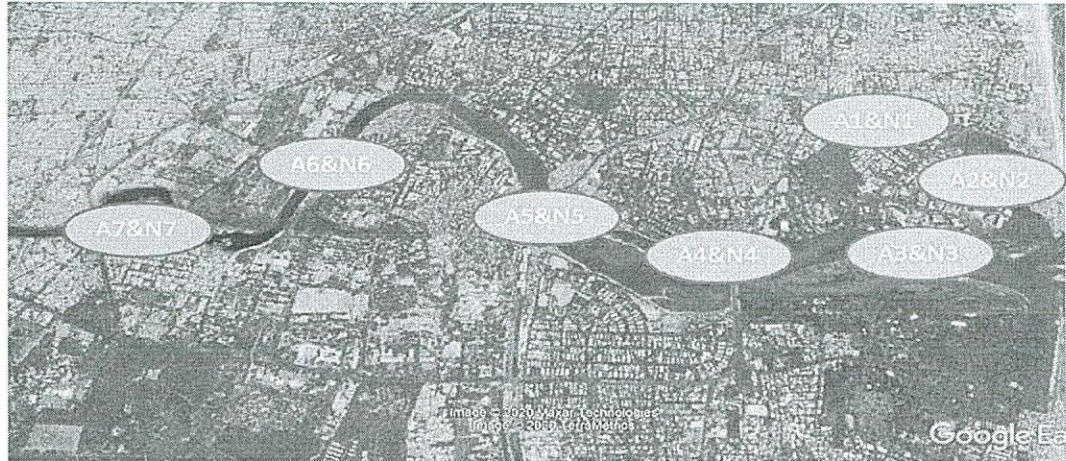 A1&N1
A2&N2
A6&N6
A5&N5
A7&N7
A4&N4
A3&N3
Image © 2020 Maxar Technologies
Image © 2020 TerraMetrics
Google Ea